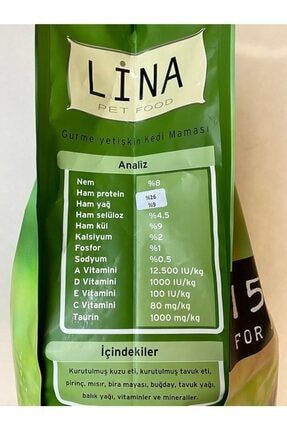 LİNA
PET FOOD
Gurme yetişkin Kedi Maması
Analiz
Nem %8
Ham protein %26
Ham yağ %9
Ham selüloz %4.5
Ham kül %9
Kalsiyum %2
Fosfor %1
Sodyum %0.5
A Vitamini 12.500 IU/kg
D Vitamini 1000 IU/kg
E Vitamini 100 IU/kg
C Vitamini 80 mg/kg
Taurin 1000 mg/kg
İçindekiler
Kurutulmuş kuzu eti, kurutulmuş tavuk eti,
pirinç, mısır, bira mayası, buğday, tavuk yağı,
balık yağı, vitaminler ve mineraller.
15
FOR